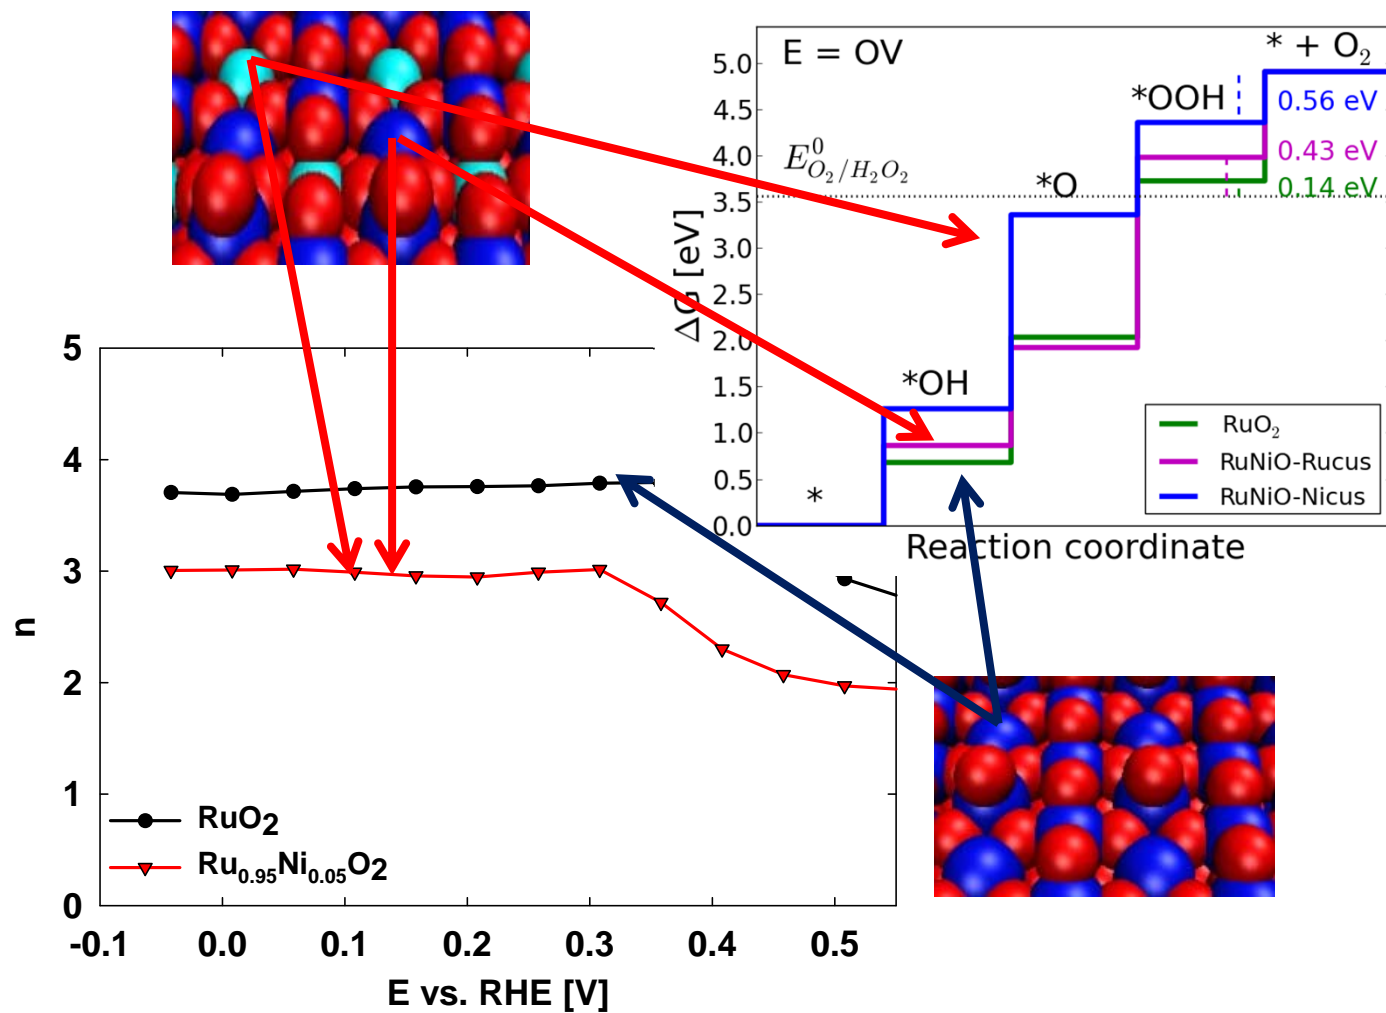 E = OV
* + O₂
5.0
*OOH
0.56 eV
4.5
0.43 eV
4.0
E⁰O₂/H₂O₂
*O
0.14 eV
3.5
3.0
ΔG [eV]
2.0
1.5
*OH
1.0
0.5
*
0.0
RuO₂
RuNiO-Rucus
RuNiO-Nicus
Reaction coordinate
5
4
3
n
2
1
0
RuO2
Ru0.95Ni0.05O2
-0.1 0.0 0.1 0.2 0.3 0.4 0.5
E vs. RHE [V]